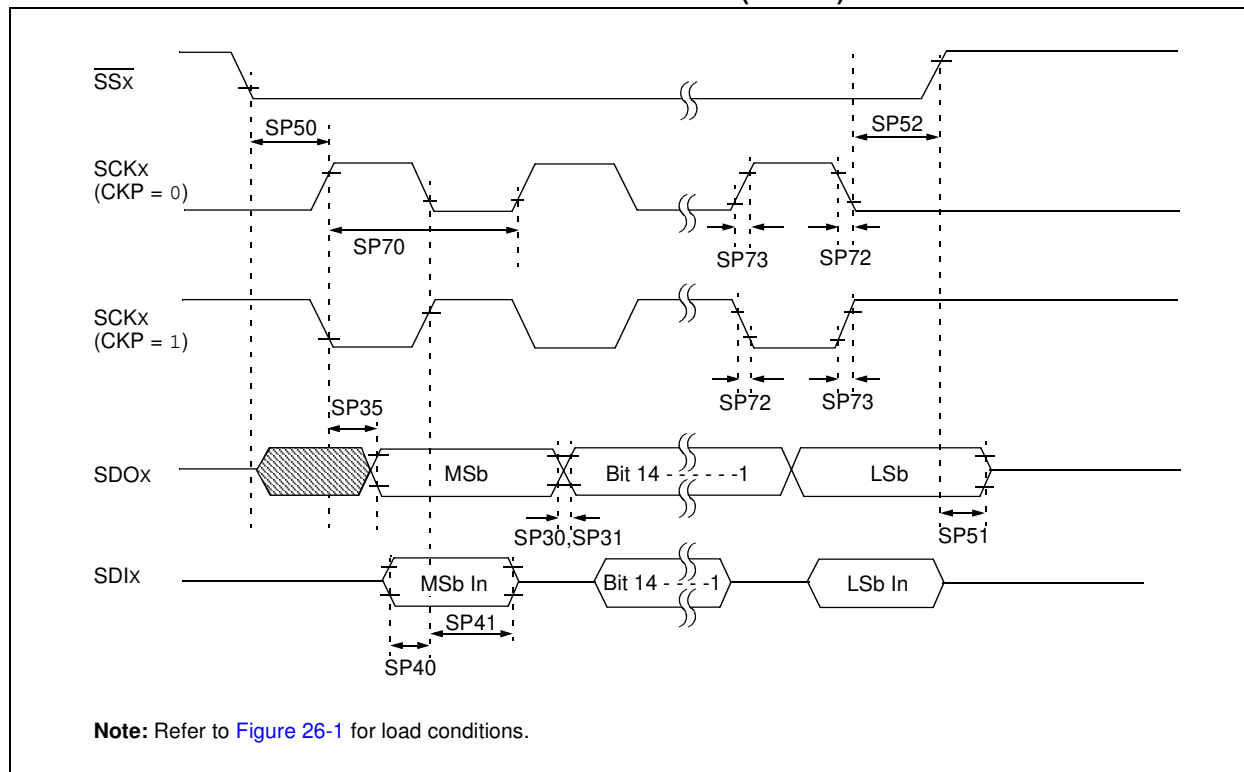 SSx
SP50
SP52
SCKx
(CKP = 0)
SP70
SP73
SP72
SCKx
(CKP = 1)
SP72
SP73
SP35
SDOx
MSb
Bit 14 - - - - - -1
LSb
SP30,SP31
SP51
SDIx
MSb In
Bit 14 - - - -1
LSb In
SP41
SP40
Note: Refer to Figure 26-1 for load conditions.